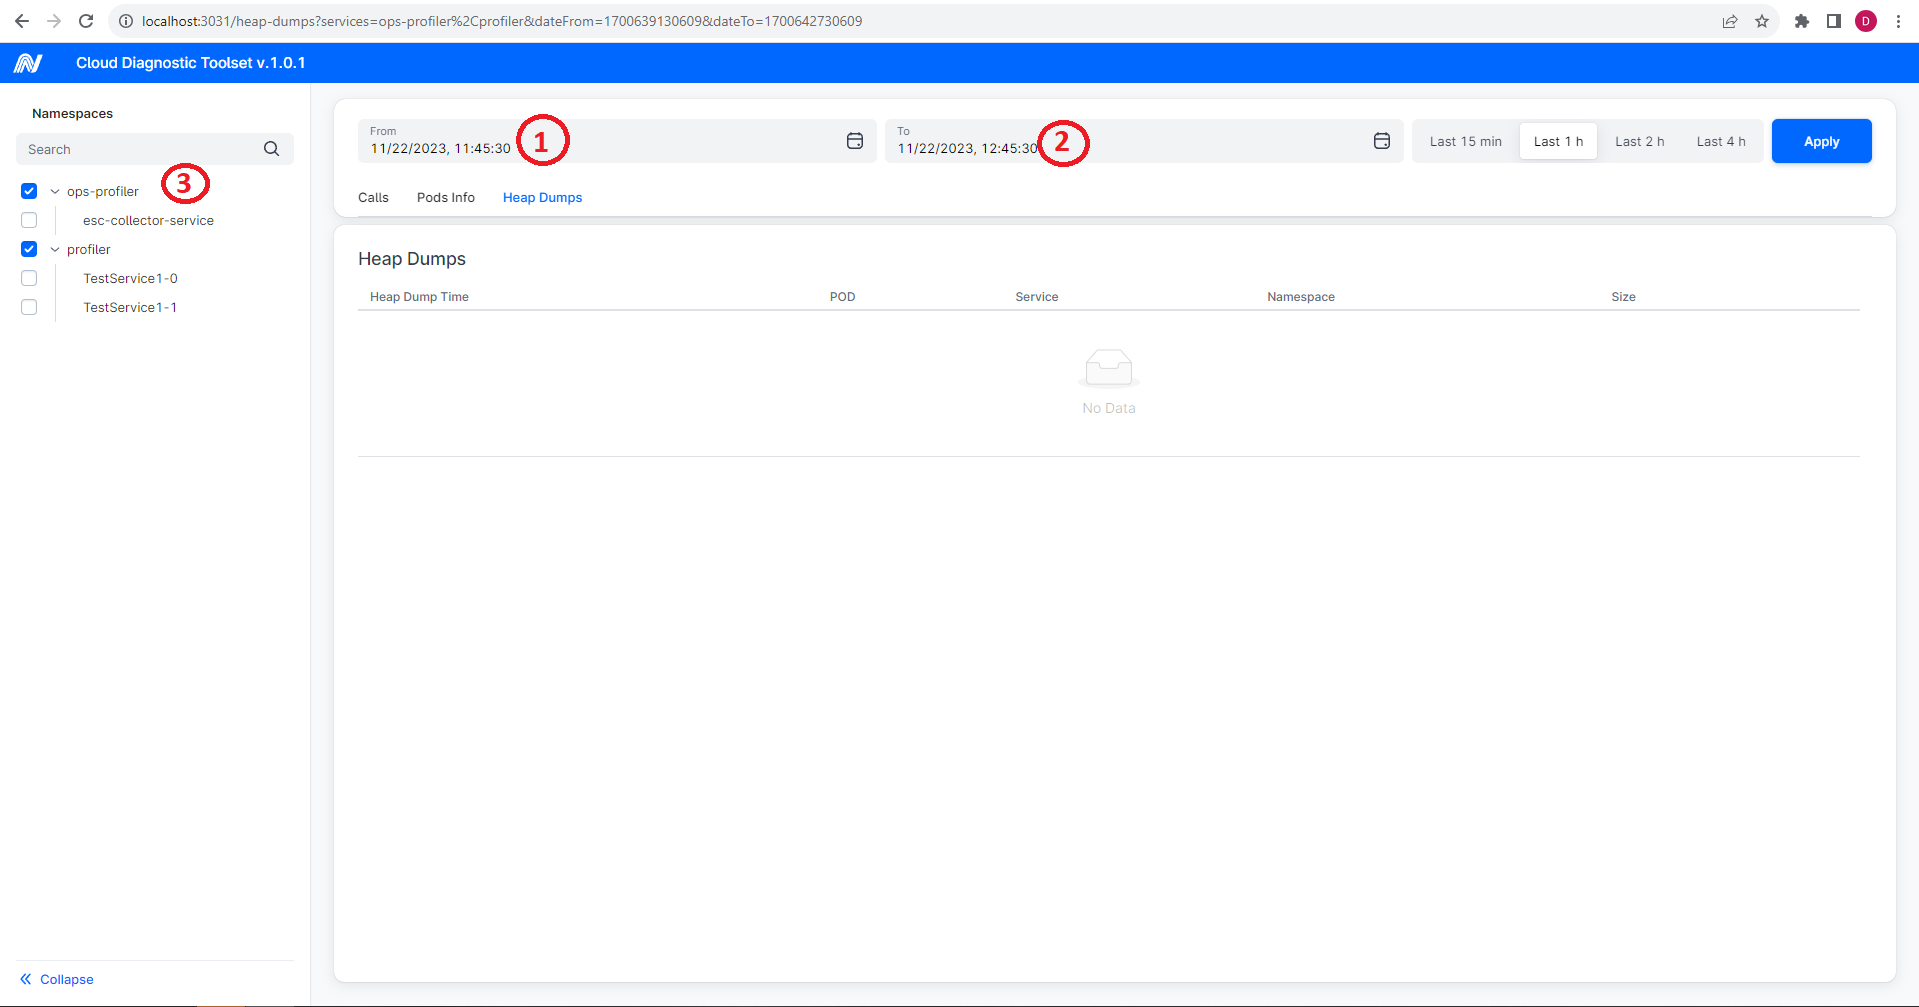 localhost:3031/heap-dumps?services=ops-profiler%2Cprofiler&dateFrom=1700639130609&dateTo=1700642730609
D
Cloud Diagnostic Toolset v.1.0.1
Namespaces
Search
3
ops-profiler
esc-collector-service
profiler
TestService1-0
TestService1-1
Collapse
From
11/22/2023, 11:45:30
1
To
11/22/2023, 12:45:30
2
Last 15 min
Last 1 h
Last 2 h
Last 4 h
Apply
Calls
Pods Info
Heap Dumps
Heap Dumps
Heap Dump Time
POD
Service
Namespace
Size
No Data